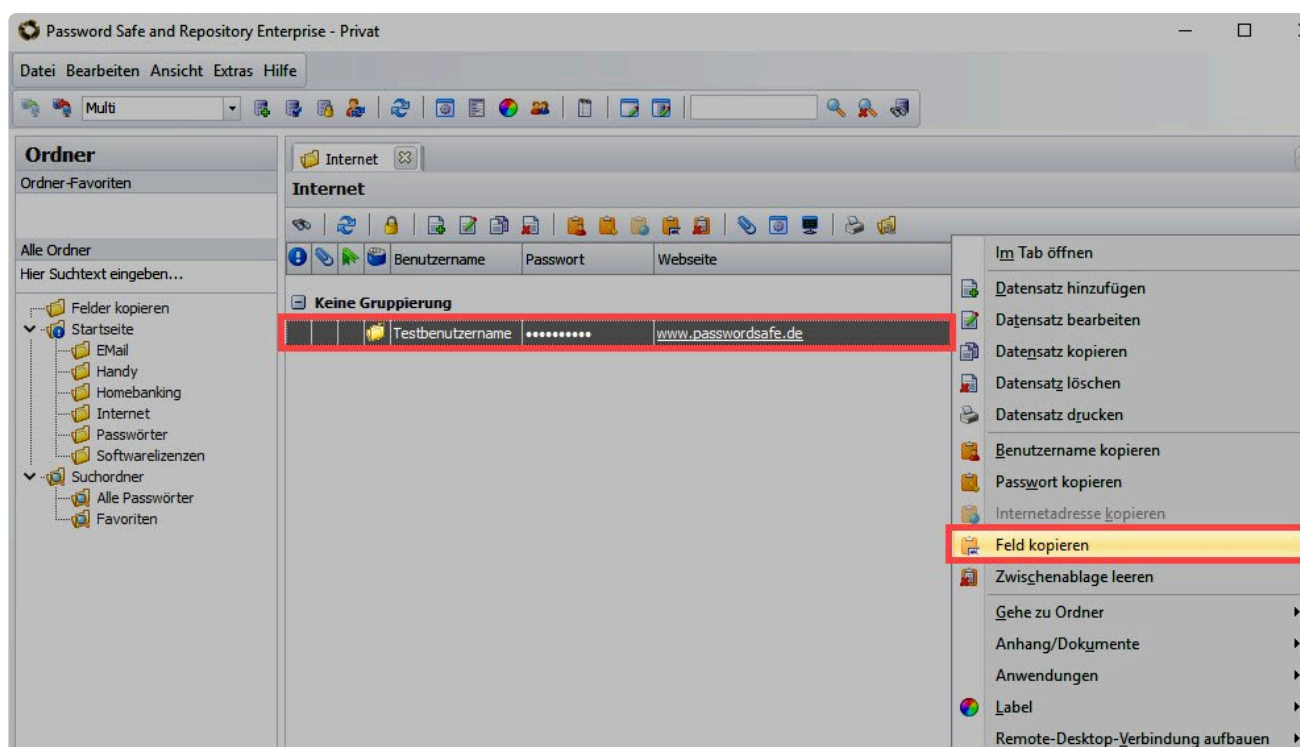 Password Safe and Repository Enterprise - Privat
Datei Bearbeiten Ansicht Extras Hilfe
Multi
Ordner
Ordner-Favoriten
Alle Ordner
Hier Suchtext eingeben...
Felder kopieren
Startseite
EMail
Handy
Homebanking
Internet
Passwörter
Softwarelizenzen
Suchordner
Alle Passwörter
Favoriten
Internet
Internet
Benutzername Passwort Webseite
Keine Gruppierung
Testbenutzername •••••••••• www.passwordsafe.de
Im Tab öffnen
Datensatz hinzufügen
Datensatz bearbeiten
Datensatz kopieren
Datensatz löschen
Datensatz drucken
Benutzername kopieren
Passwort kopieren
Internetadresse kopieren
Feld kopieren
Zwischenablage leeren
Gehe zu Ordner
Anhang/Dokumente
Anwendungen
Label
Remote-Desktop-Verbindung aufbauen